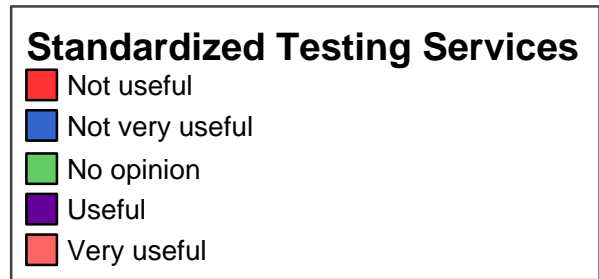 Standardized Testing Services
Not useful
Not very useful
No opinion
Useful
Very useful